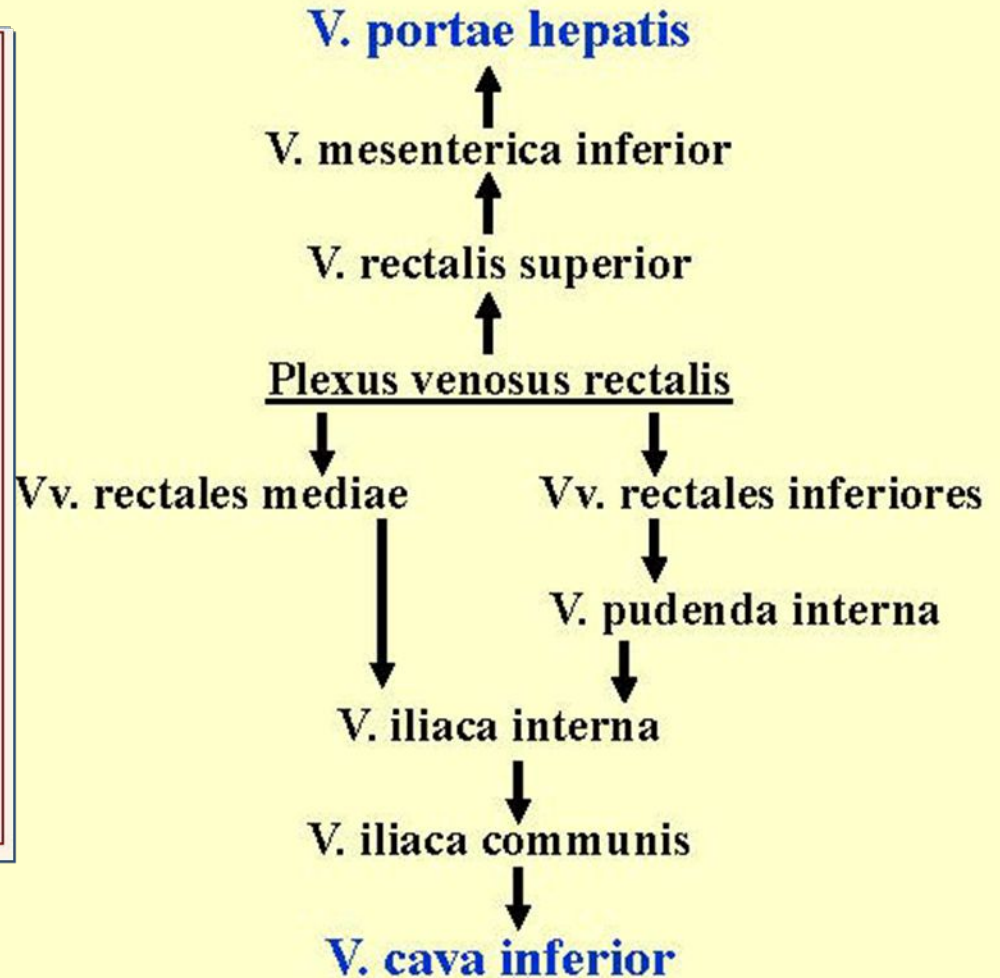 V. portae hepatis
V. mesenterica inferior
V. rectalis superior
Plexus venosus rectalis
Vv. rectales mediae Vv. rectales inferiores
V. pudenda interna
V. iliaca interna
V. iliaca communis
V. cava inferior